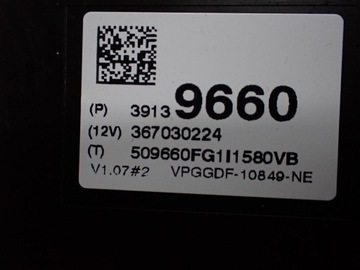 (P) 3913 9660
(12V) 367030224
(T) 509660FG1I1580VB
V1.07#2 VPGGDF-10849-NE